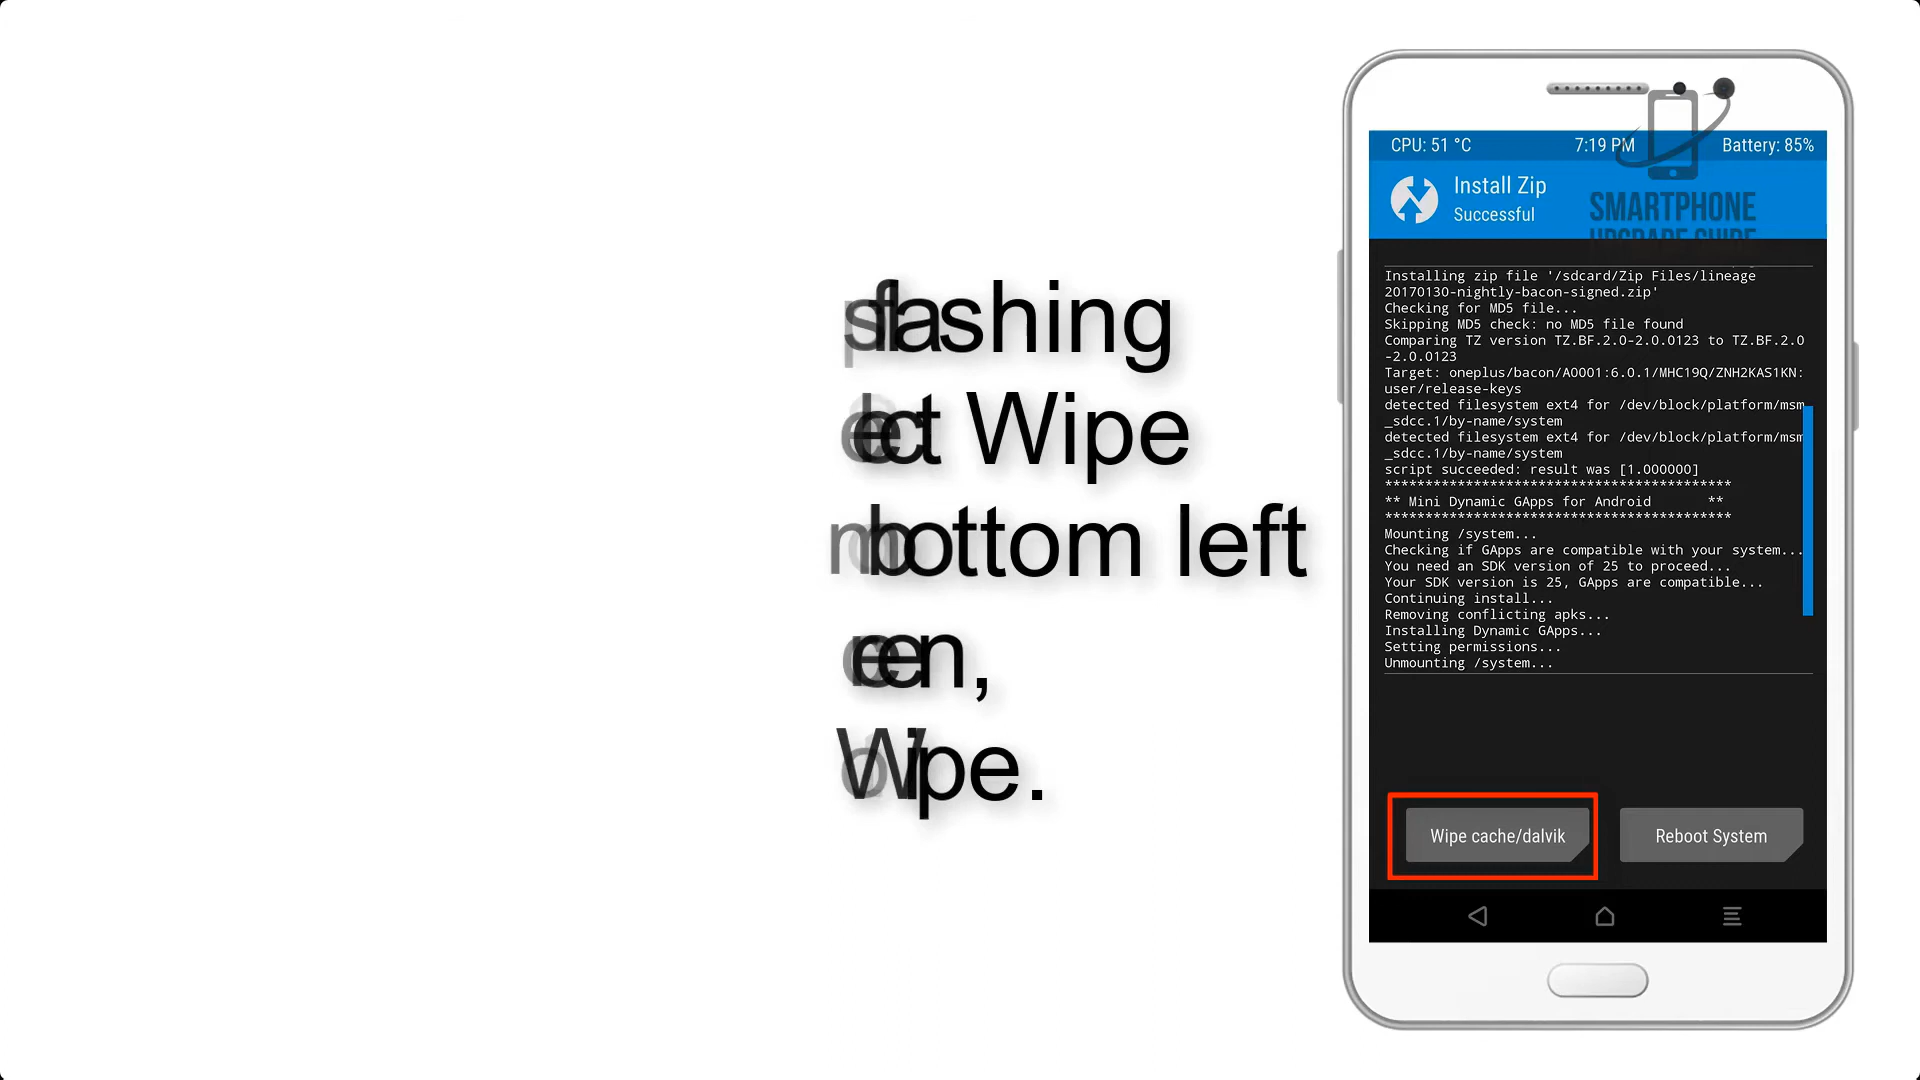 flashing
Wipe
bottom left
Wipe.
CPU: 51 °C 7:19 PM Battery: 85%
Install Zip
Successful
SMARTPHONE
UPGRADE GUIDE
Installing zip file '/sdcard/Zip Files/lineage
20170130-nightly-bacon-signed.zip'
Checking for MD5 file...
Skipping MD5 check: no MD5 file found
Comparing TZ version TZ.BF.2.0-2.0.0123 to TZ.BF.2.0
-2.0.0123
Target: oneplus/bacon/A0001:6.0.1/MHC19Q/ZNH2KAS1KN:
user/release-keys
detected filesystem ext4 for /dev/block/platform/msm
_sdcc.1/by-name/system
detected filesystem ext4 for /dev/block/platform/msm
_sdcc.1/by-name/system
script succeeded: result was [1.000000]
*******************************************
** Mini Dynamic GApps for Android **
*******************************************
Mounting /system...
Checking if GApps are compatible with your system...
You need an SDK version of 25 to proceed...
Your SDK version is 25, GApps are compatible...
Continuing install...
Removing conflicting apks...
Installing Dynamic GApps...
Setting permissions...
Unmounting /system...
Wipe cache/dalvik Reboot System